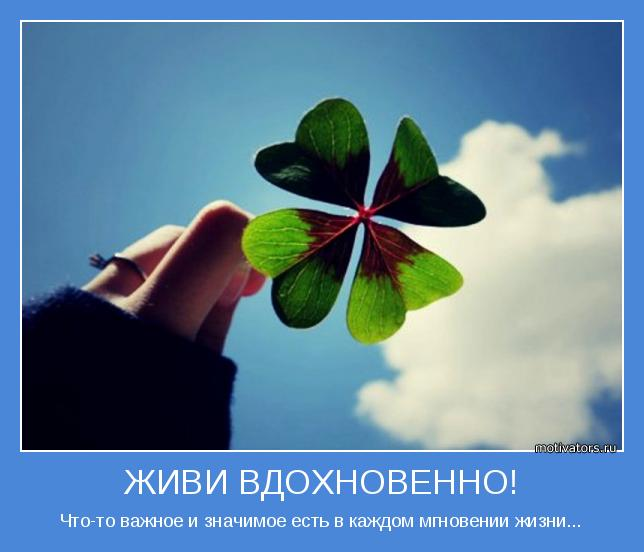 motivators.ru
ЖИВИ ВДОХНОВЕННО!
Что-то важное и значимое есть в каждом мгновении жизни...